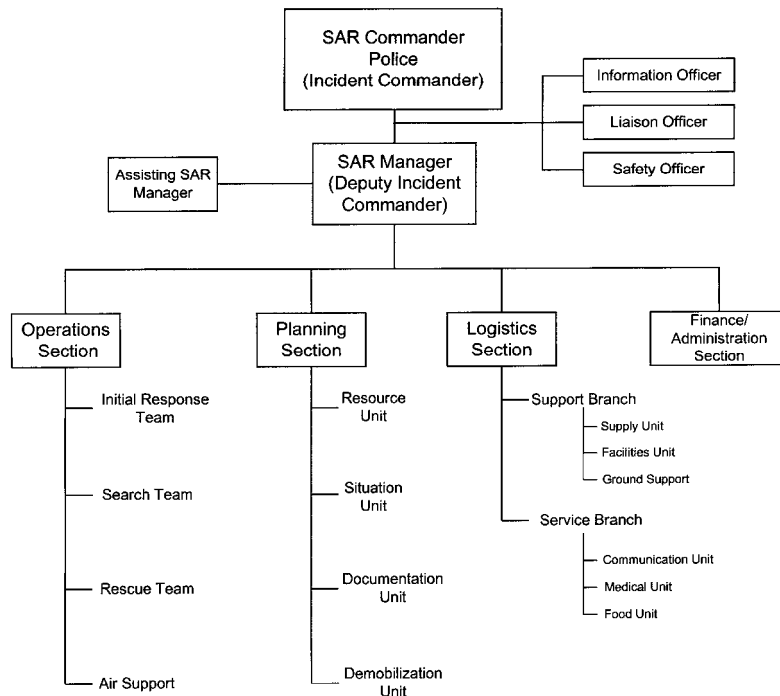 SAR Commander
Police
(Incident Commander)
Information Officer
Liaison Officer
Safety Officer
SAR Manager
(Deputy Incident
Commander)
Assisting SAR
Manager
Operations
Section
Planning
Section
Logistics
Section
Finance/
Administration
Section
Initial Response
Team
Search Team
Rescue Team
Air Support
Resource
Unit
Situation
Unit
Documentation
Unit
Demobilization
Unit
Support Branch
Supply Unit
Facilities Unit
Ground Support
Service Branch
Communication Unit
Medical Unit
Food Unit